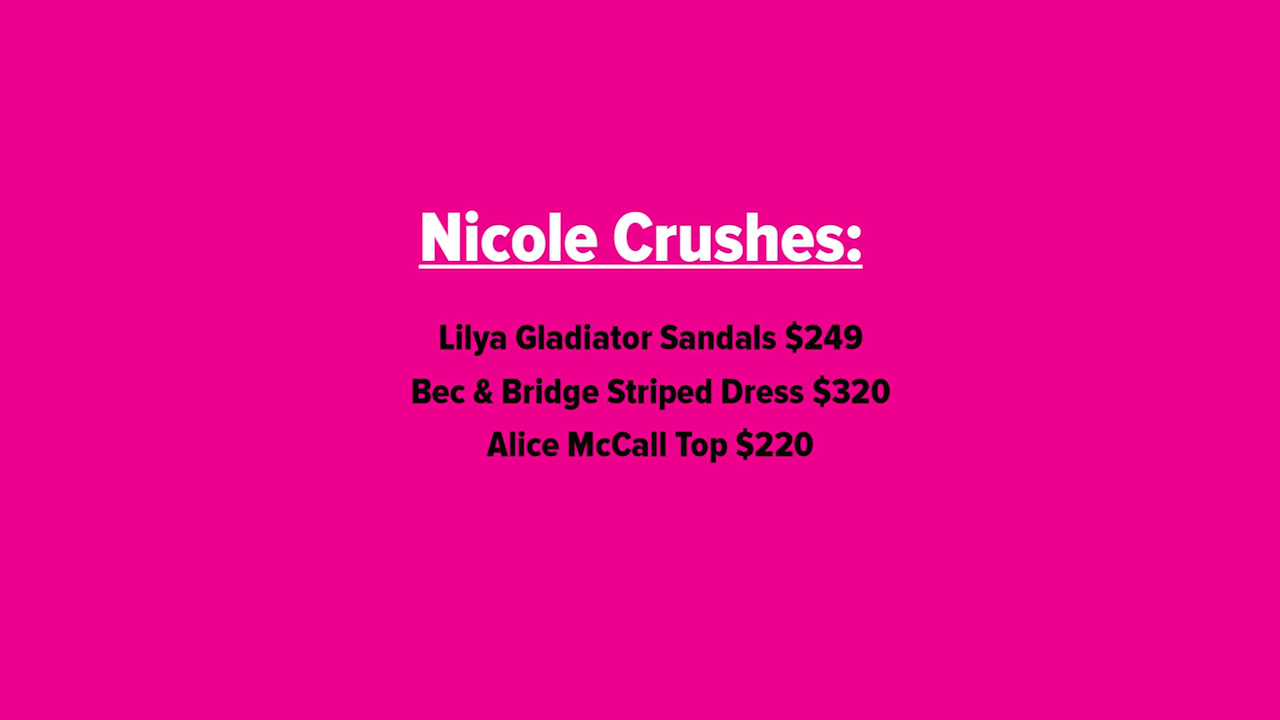 Nicole Crushes:
Lilya Gladiator Sandals $249
Bec & Bridge Striped Dress $320
Alice McCall Top $220